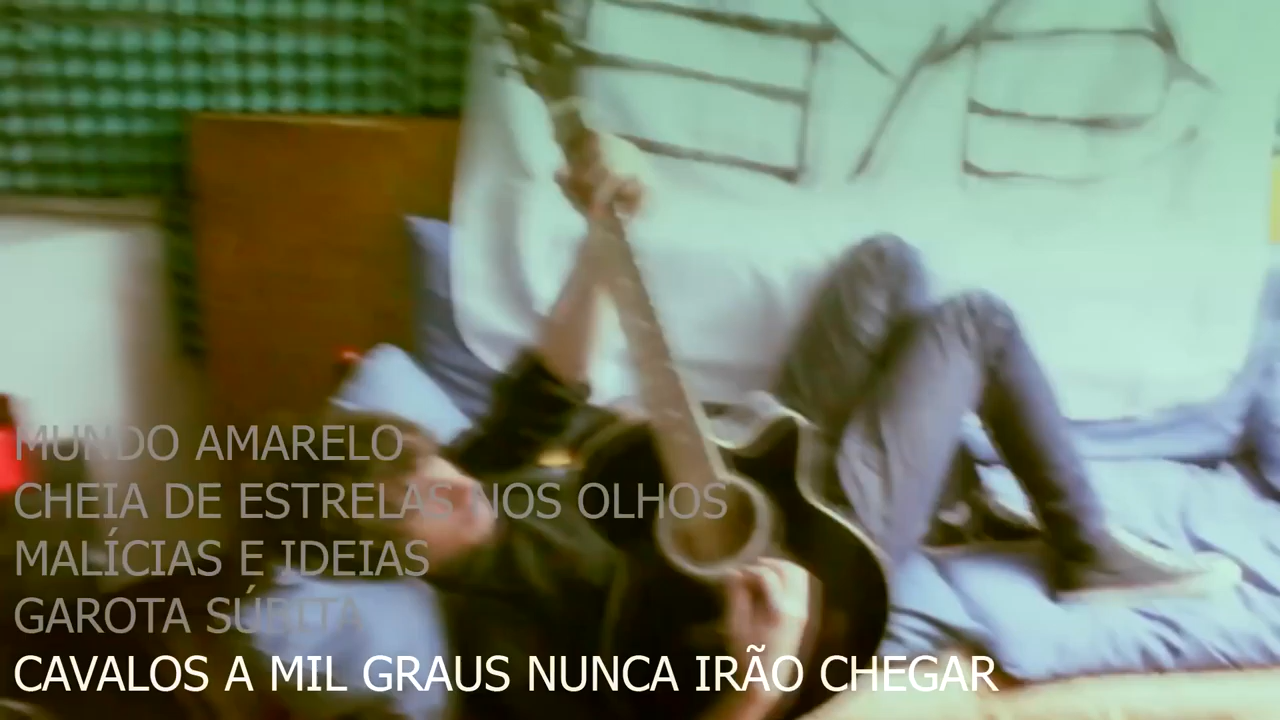 MUNDO AMARELO
CHEIA DE ESTRELAS NOS OLHOS
MALÍCIAS E IDEIAS
GAROTA SÚBITA
CAVALOS A MIL GRAUS NUNCA IRÃO CHEGAR